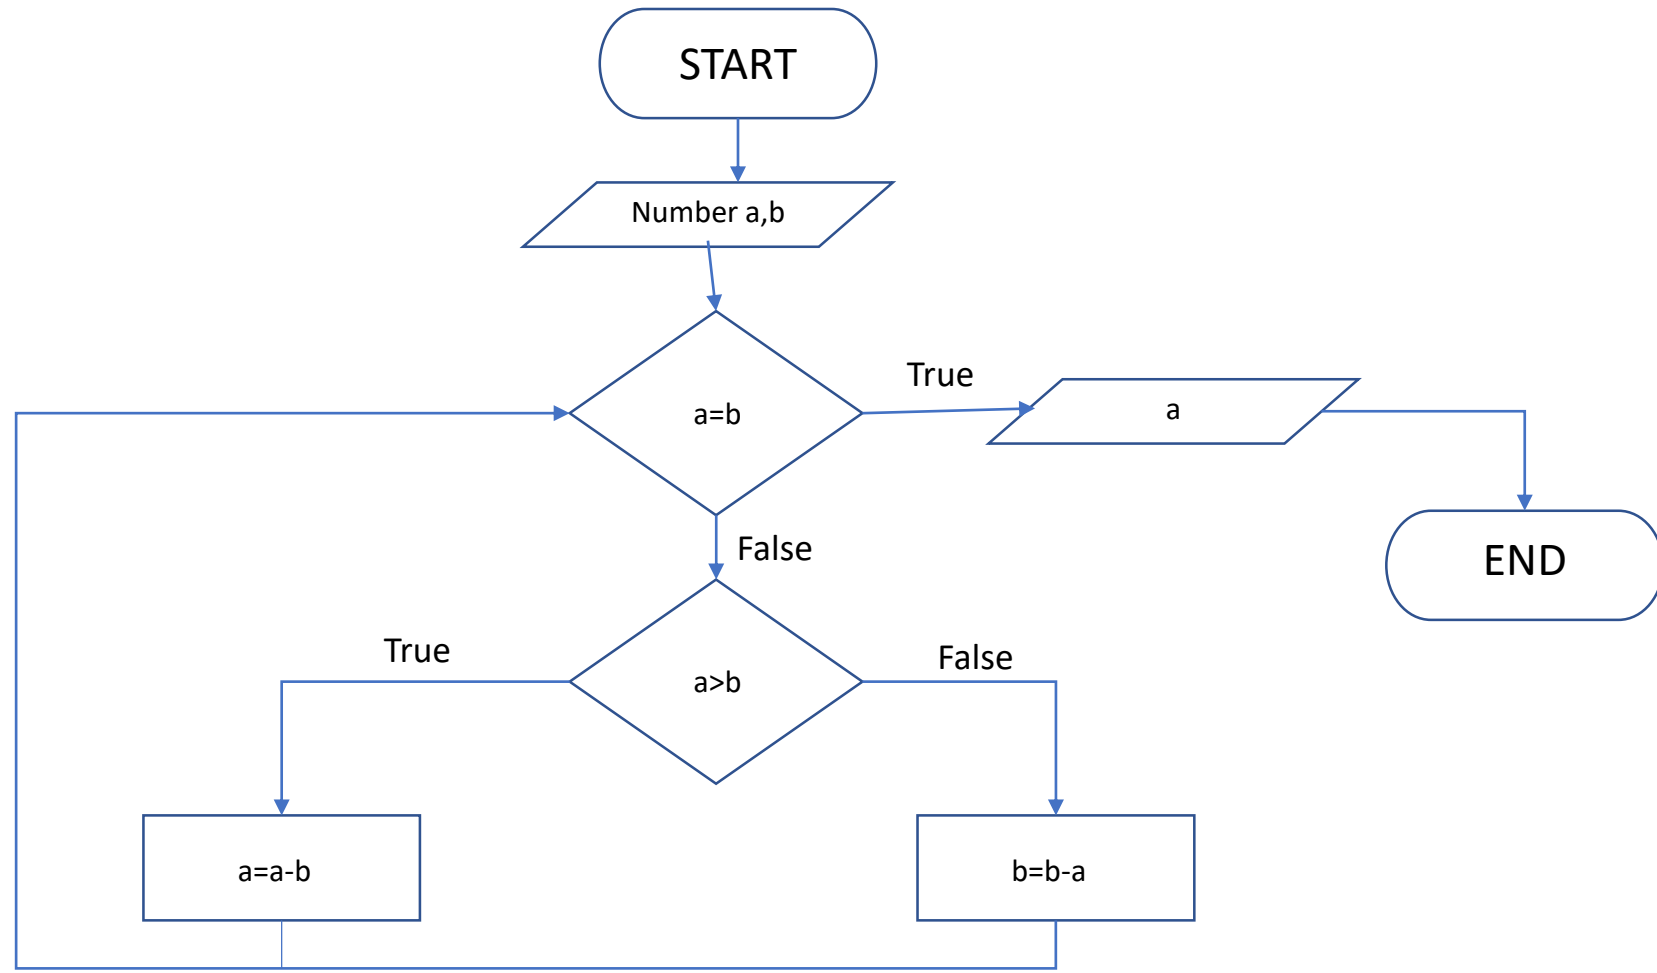 START
Number a,b
a=b
True
a
False
END
a>b
True
False
a=a-b
b=b-a